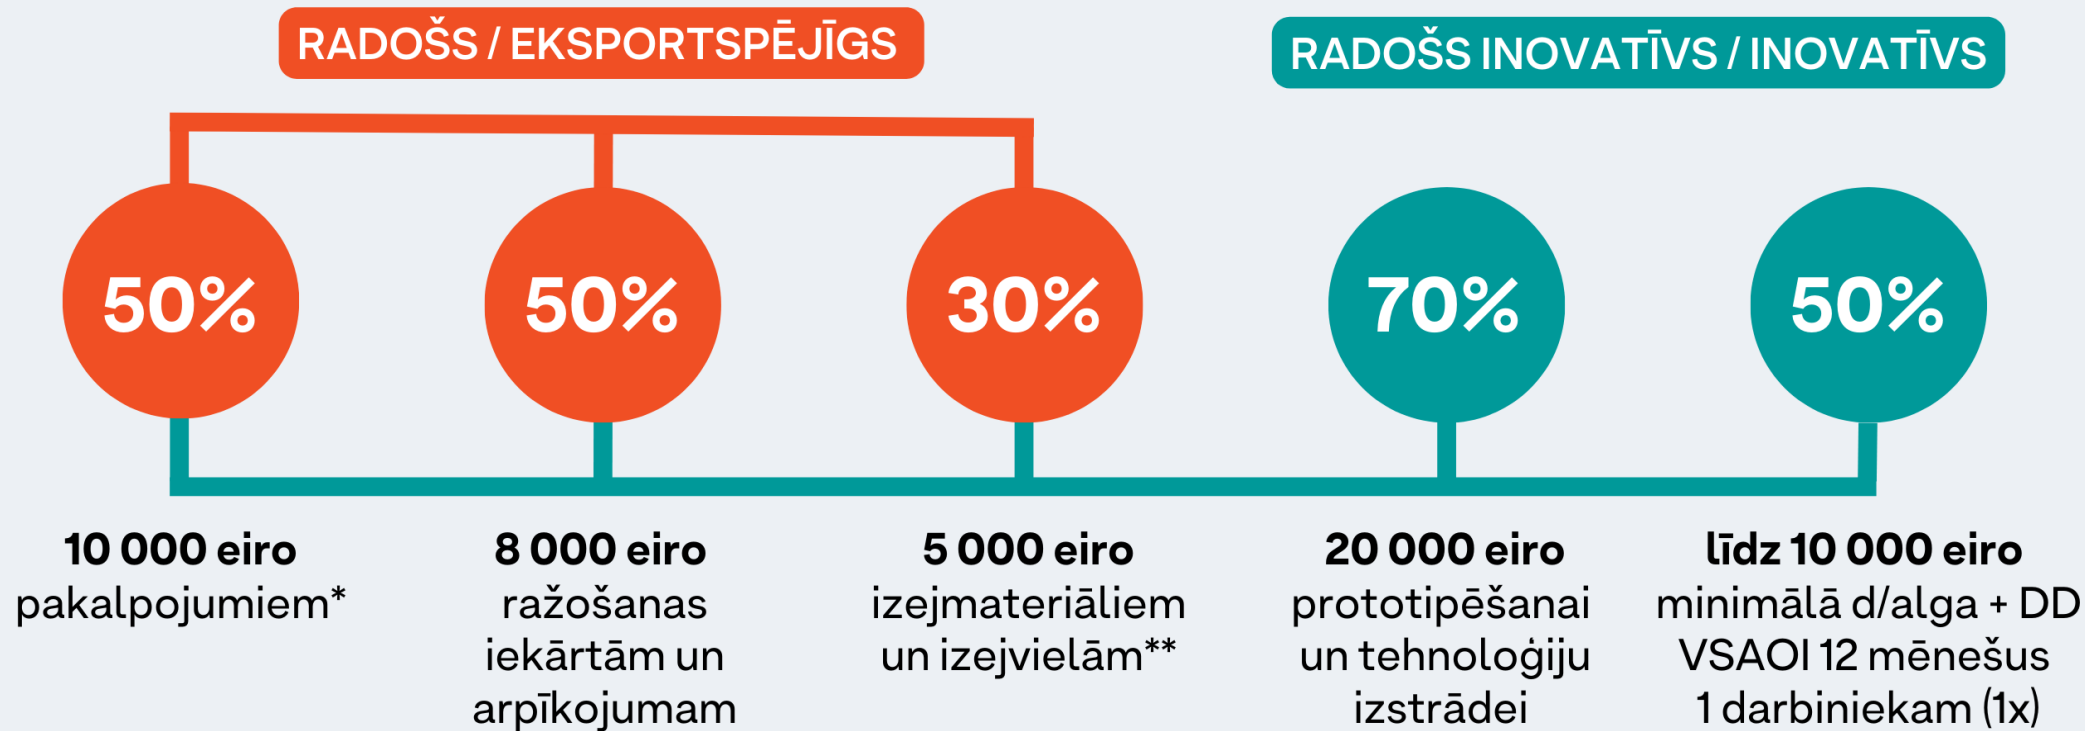 RADOŠS / EKSPORTSPĒJĪGS
RADOŠS INOVATĪVS / INOVATĪVS
50%
50%
30%
70%
50%
10 000 eiro
pakalpojumiem*
8 000 eiro
ražošanas
iekārtām un
arpīkojumam
5 000 eiro
izejmateriāliem
un izejvielām**
20 000 eiro
prototipēšanai
un tehnoloģiju
izstrādei
līdz 10 000 eiro
minimālā d/alga + DD
VSAOI 12 mēnešus
1 darbiniekam (1x)